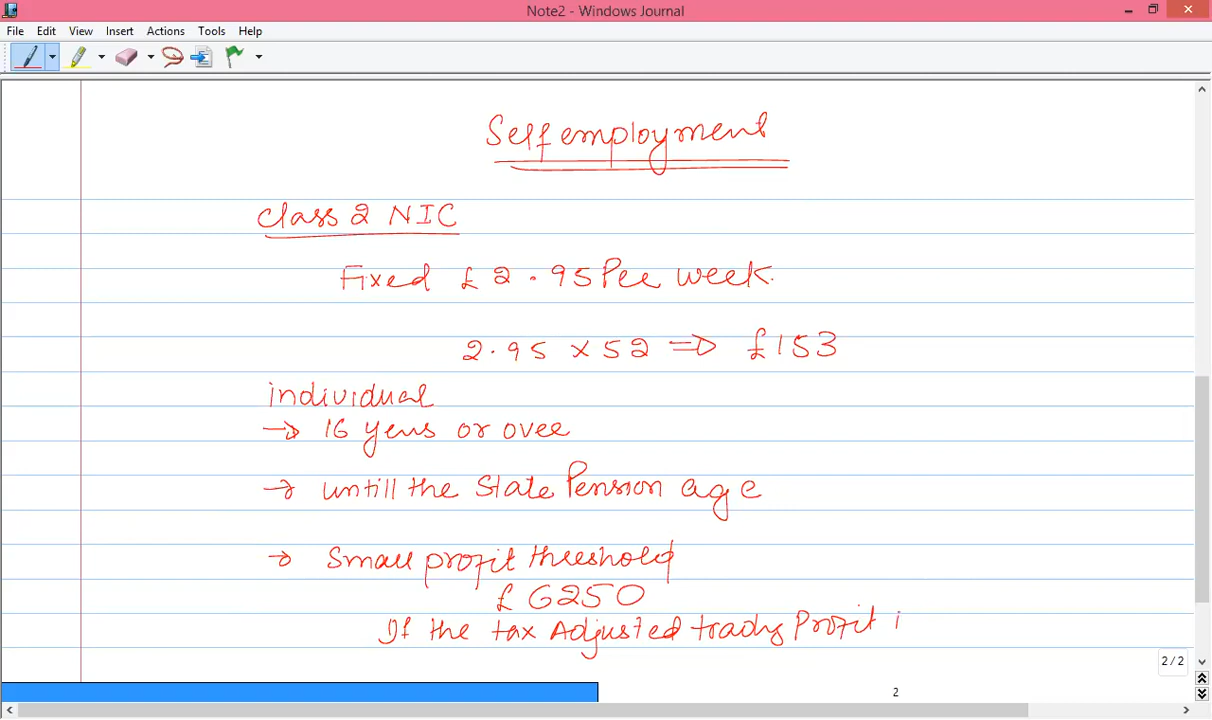 Note2 - Windows Journal
File Edit View Insert Actions Tools Help
Self employment
Class 2 NIC
Fixed £2.95 Per week.
2.95 x 52 => £153
individual
→ 16 years or over
→ untill the State Pension age
→ Small profit threshold
£6250
If the tax Adjusted trading Profit i
2 / 2
2